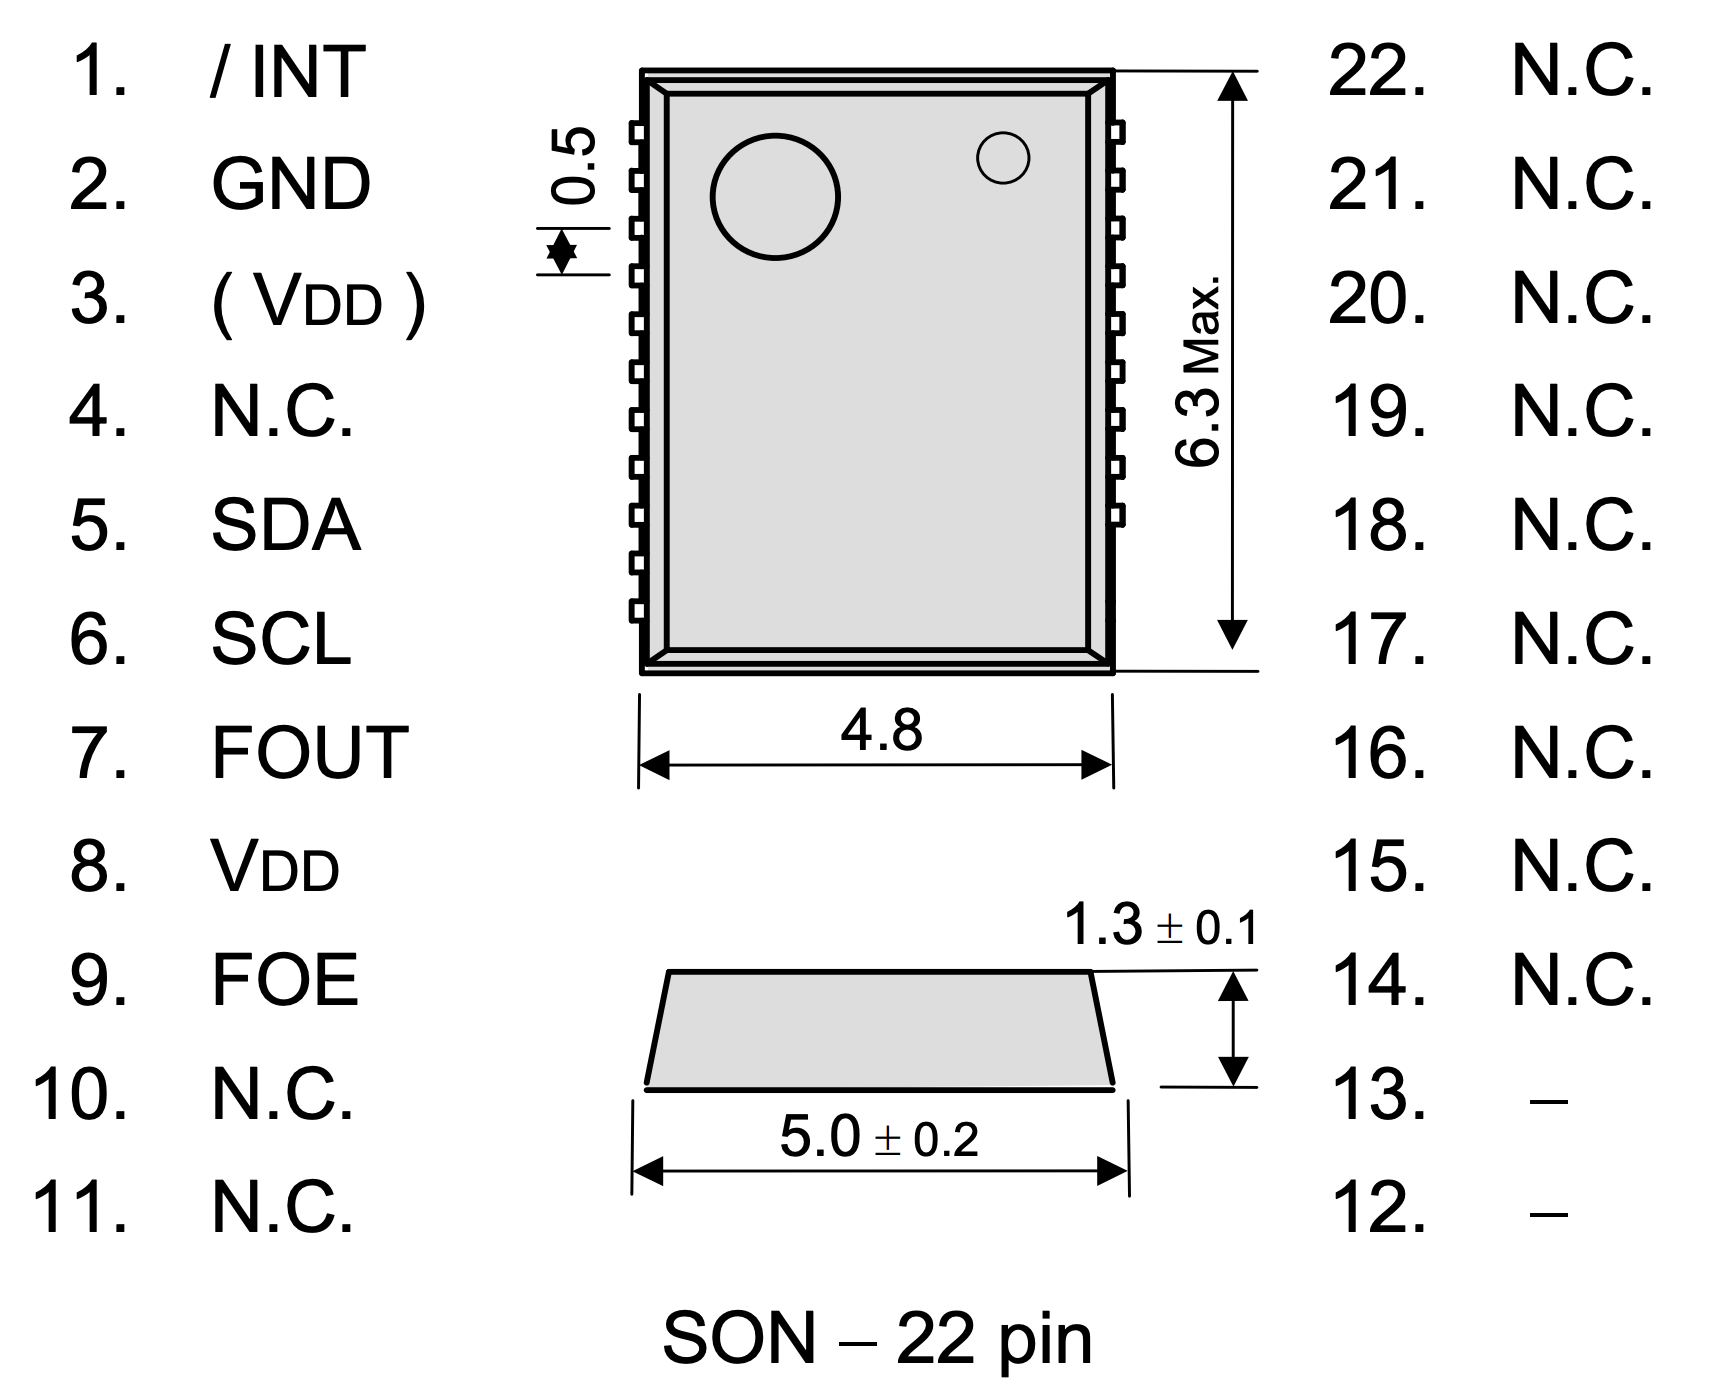 1. / INT
2. GND
3. ( VDD )
4. N.C.
5. SDA
6. SCL
7. FOUT
8. VDD
9. FOE
10. N.C.
11. N.C.
0.5
6.3 Max.
4.8
1.3 ± 0.1
5.0 ± 0.2
22. N.C.
21. N.C.
20. N.C.
19. N.C.
18. N.C.
17. N.C.
16. N.C.
15. N.C.
14. N.C.
13. –
12. –
SON – 22 pin